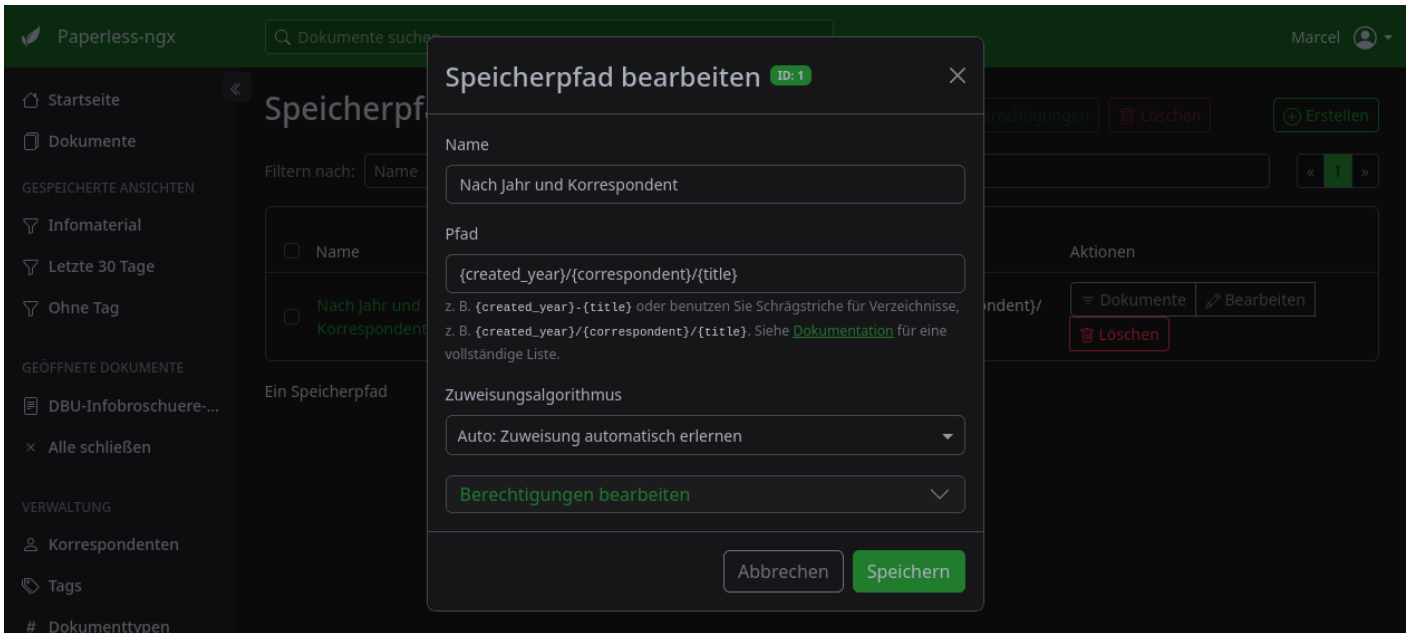 Paperless-ngx
Dokumente suchen
Marcel
Startseite
Dokumente
GESPEICHERTE ANSICHTEN
Infomaterial
Letzte 30 Tage
Ohne Tag
GEÖFFNETE DOKUMENTE
DBU-Infobroschuere-...
× Alle schließen
VERWALTUNG
Korrespondenten
Tags
# Dokumenttypen
«
Löschen
Erstellen
Filtern nach: Name
« 1 »
Name
Aktionen
Nach Jahr und
Korrespondent
Dokumente
Bearbeiten
Löschen
Ein Speicherpfad
Speicherpfad bearbeiten ID: 1
Name
Nach Jahr und Korrespondent
Pfad
{created_year}/{correspondent}/{title}
z. B. {created_year}-{title} oder benutzen Sie Schrägstriche für Verzeichnisse,
z. B. {created_year}/{correspondent}/{title}. Siehe Dokumentation für eine
vollständige Liste.
Zuweisungsalgorithmus
Auto: Zuweisung automatisch erlernen
Berechtigungen bearbeiten
Abbrechen
Speichern